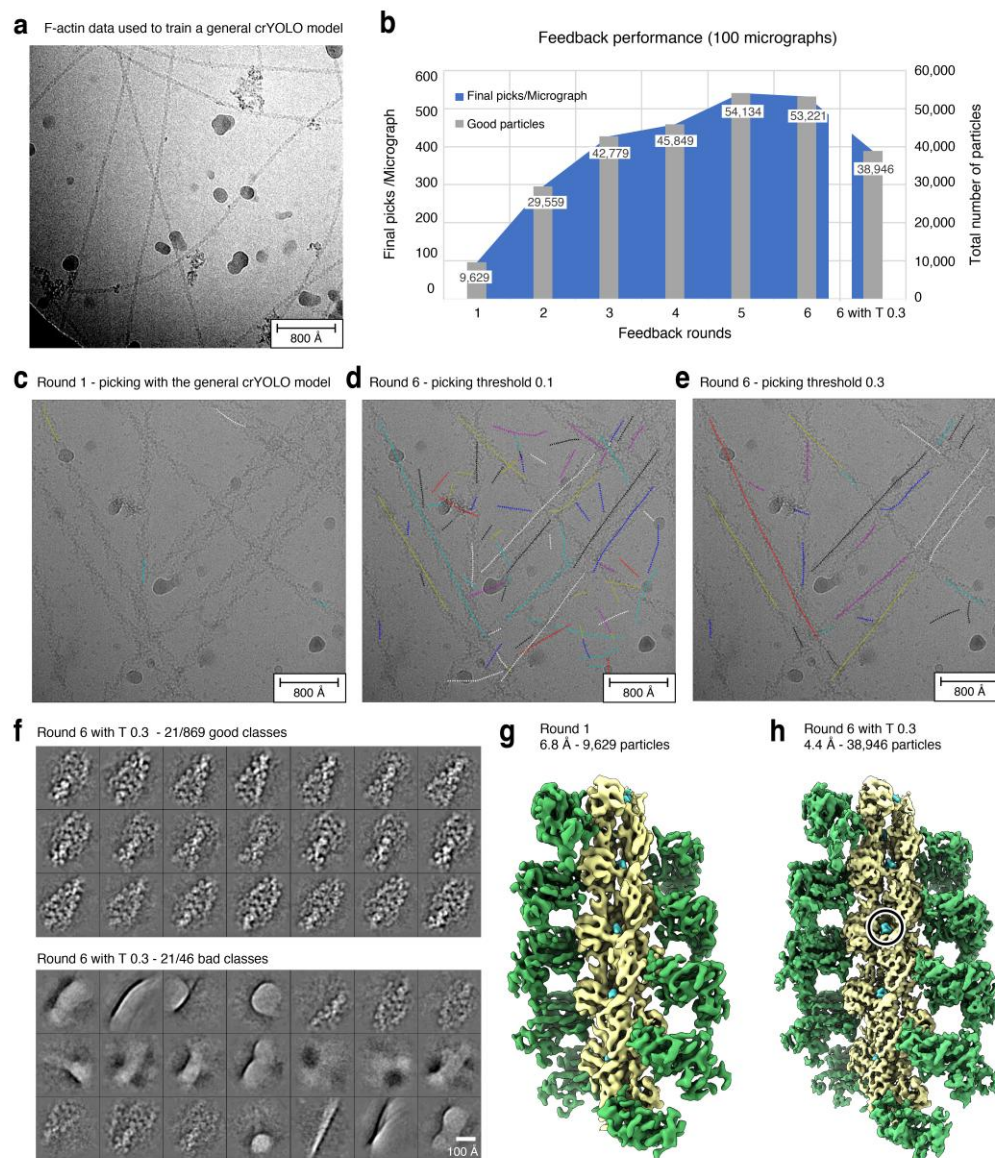 a F-actin data used to train a general crYOLO model
800 Å
b
Feedback performance (100 micrographs)
Final picks/Micrograph
Good particles
600
500
400
300
200
100
0
Final picks /Micrograph
60,000
50,000
40,000
30,000
20,000
10,000
0
Total number of particles
9,629
29,559
42,779
45,849
54,134
53,221
38,946
1 2 3 4 5 6 6 with T 0.3
Feedback rounds
c Round 1 - picking with the general crYOLO model
800 Å
d Round 6 - picking threshold 0.1
800 Å
e Round 6 - picking threshold 0.3
800 Å
f
Round 6 with T 0.3 - 21/869 good classes
Round 6 with T 0.3 - 21/46 bad classes
100 Å
g Round 1
6.8 Å - 9,629 particles
h Round 6 with T 0.3
4.4 Å - 38,946 particles